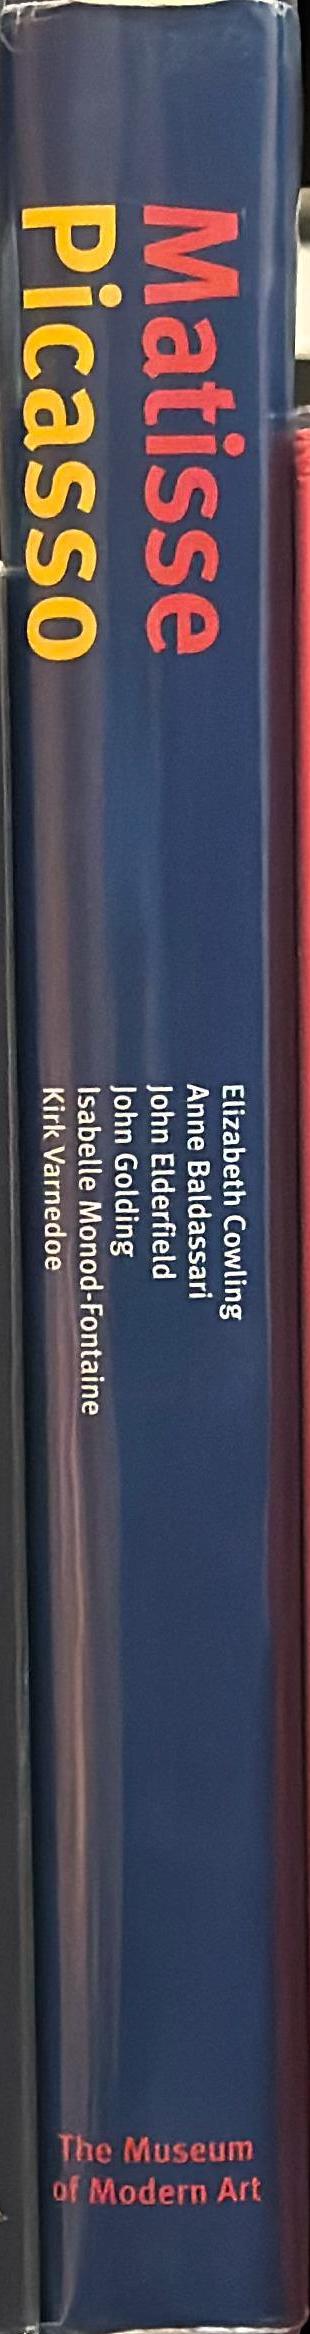 Matisse
Picasso
Elizabeth Cowling
Anne Baldassari
John Elderfield
John Golding
Isabelle Monod-Fontaine
Kirk Varnedoe
The Museum
of Modern Art